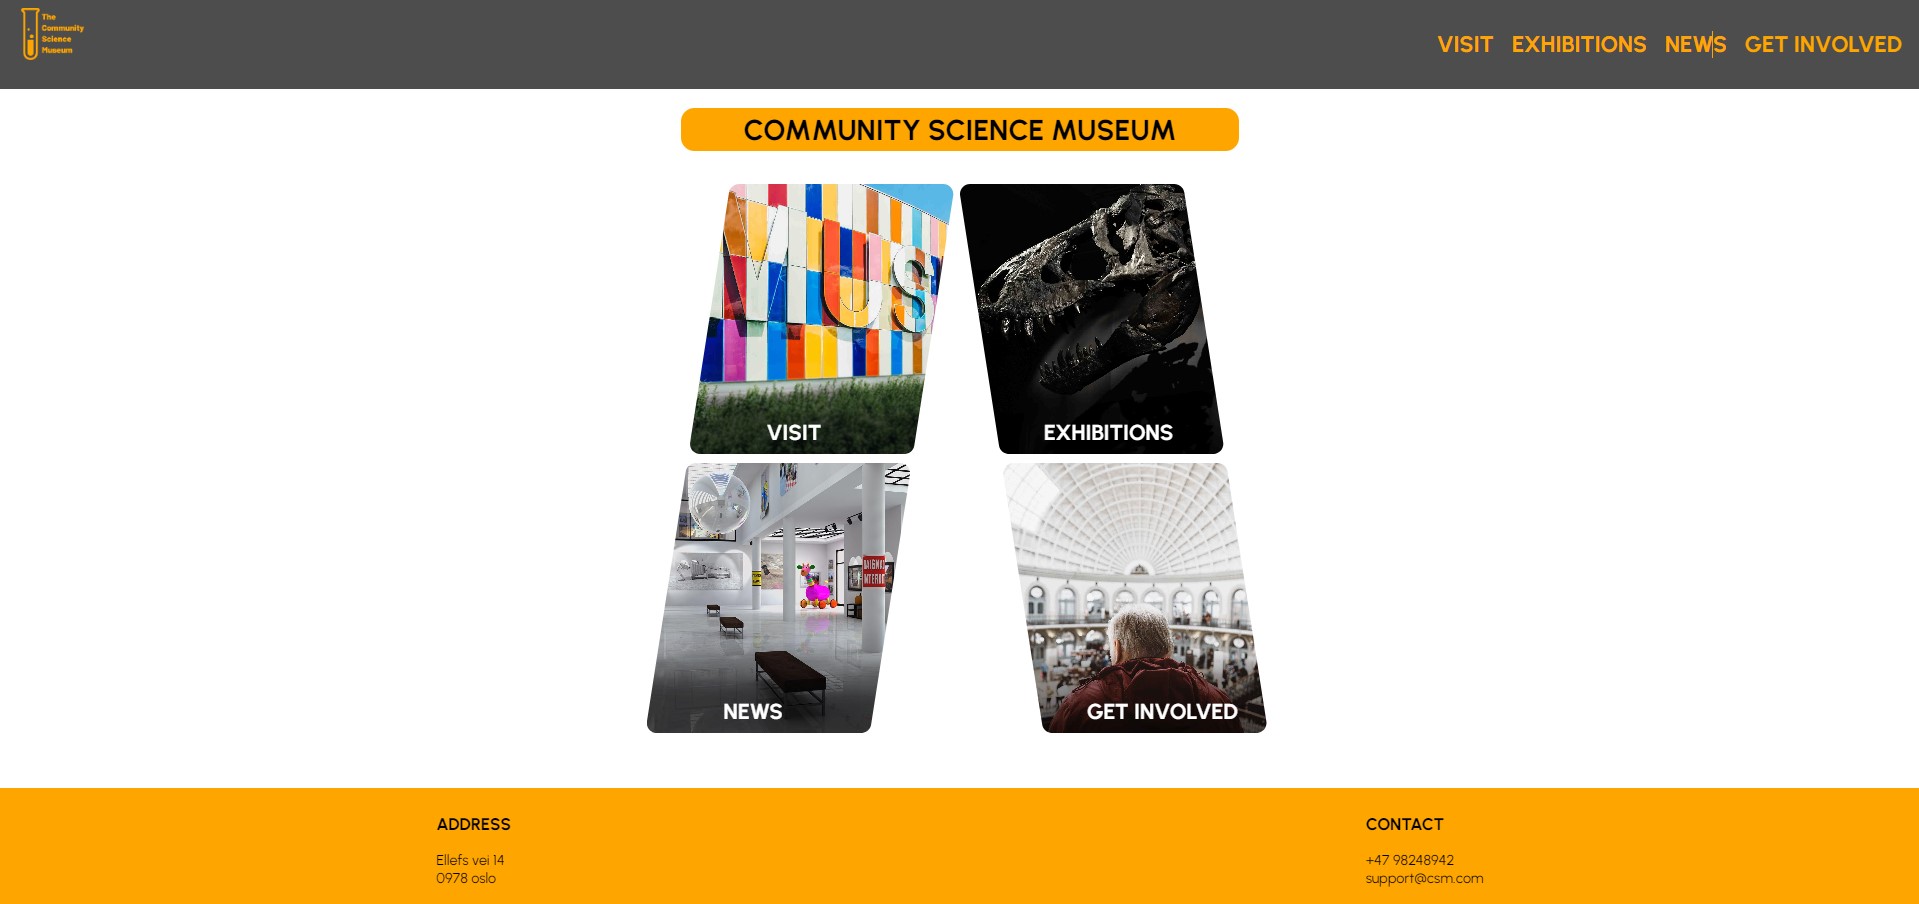 The
Community
Science
Museum
VISIT EXHIBITIONS NEWS GET INVOLVED
COMMUNITY SCIENCE MUSEUM
MUS
VISIT
EXHIBITIONS
NEWS
GET INVOLVED
ADDRESS
Ellefs vei 14
0978 oslo
CONTACT
+47 98248942
support@csm.com